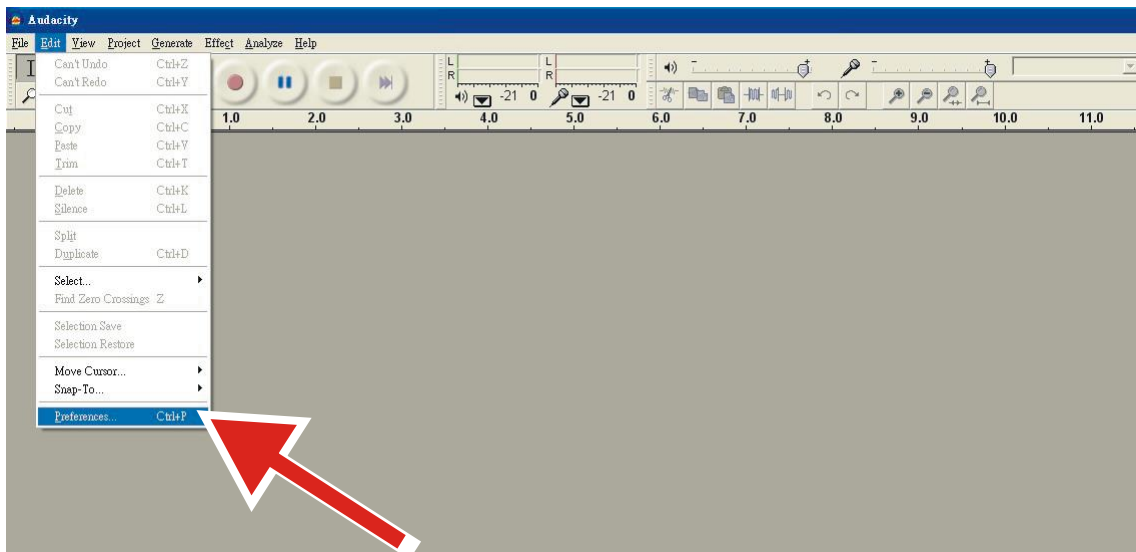 Audacity
File Edit View Project Generate Effect Analyze Help
Can't Undo Ctrl+Z
Can't Redo Ctrl+Y
Cut Ctrl+X
Copy Ctrl+C
Paste Ctrl+V
Trim Ctrl+T
Delete Ctrl+K
Silence Ctrl+L
Split
Duplicate Ctrl+D
Select...
Find Zero Crossings Z
Selection Save
Selection Restore
Move Cursor...
Snap-To...
Preferences... Ctrl+P
L L
R R
-21 0 -21 0
1.0 2.0 3.0 4.0 5.0 6.0 7.0 8.0 9.0 10.0 11.0